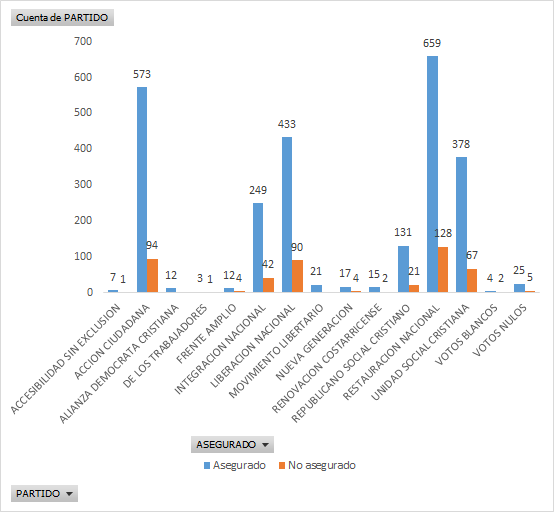 Cuenta de PARTIDO
700
600
500
400
300
200
100
0
7 1
573 94
12
3 1
12 4
249 42
433 90
21
17 4
15 2
131 21
659 128
378 67
4 2
25 5
ACCESIBILIDAD SIN EXCLUSION
ACCION CIUDADANA
ALIANZA DEMOCRATA CRISTIANA
DE LOS TRABAJADORES
FRENTE AMPLIO
INTEGRACION NACIONAL
LIBERACION NACIONAL
MOVIMIENTO LIBERTARIO
NUEVA GENERACION
RENOVACION COSTARRICENSE
REPUBLICANO SOCIAL CRISTIANO
RESTAURACION NACIONAL
UNIDAD SOCIAL CRISTIANA
VOTOS BLANCOS
VOTOS NULOS
ASEGURADO
Asegurado No asegurado
PARTIDO